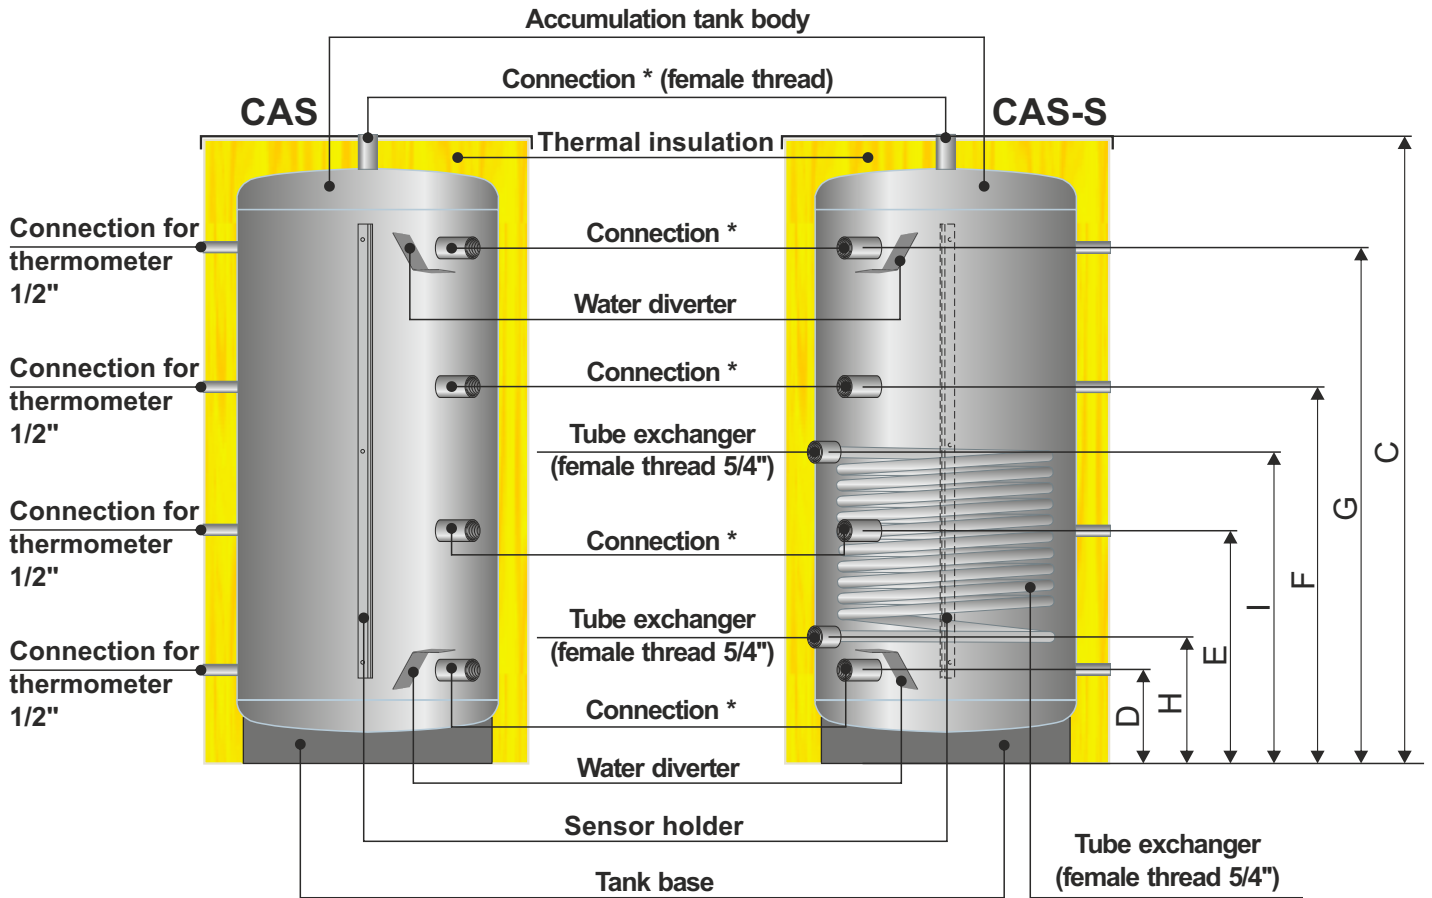 Accumulation tank body
Connection * (female thread)
CAS
CAS-S
Thermal insulation
Connection for
thermometer
1/2"
Connection *
Water diverter
Connection for
thermometer
1/2"
Connection *
Tube exchanger
(female thread 5/4")
Connection for
thermometer
1/2"
Connection *
Tube exchanger
(female thread 5/4")
Connection for
thermometer
1/2"
Connection *
Water diverter
Sensor holder
Tank base
Tube exchanger
(female thread 5/4")
D
H
E
I
F
G
C